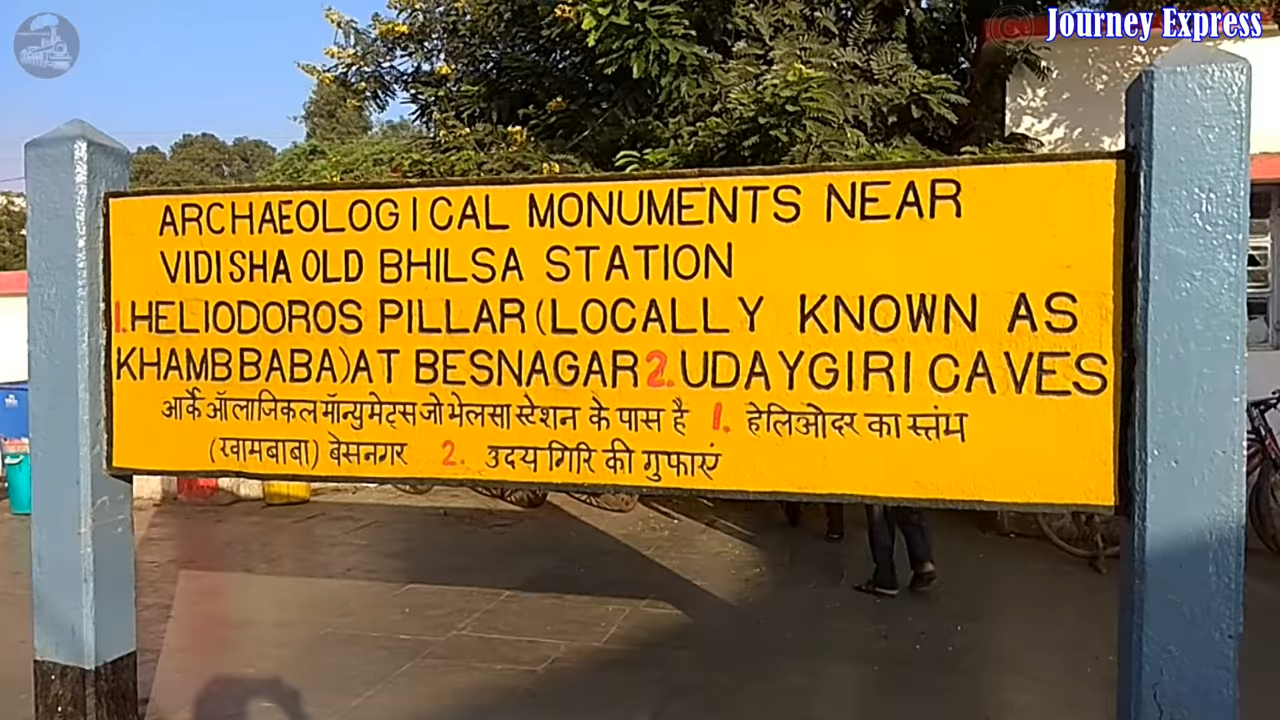 Journey Express
ARCHAEOLOGICAL MONUMENTS NEAR
VIDISHA OLD BHILSA STATION
1.HELIODOROS PILLAR (LOCALLY KNOWN AS
KHAMBBABA)AT BESNAGAR 2.UDAYGIRI CAVES
आर्केऑलाजिकल मॉन्युमेट्स जो भेलसा स्टेशन के पास है 1. हेलिओदर का स्तंभ
(खामबाबा) बेसनगर 2. उदयगिरि की गुफाएं